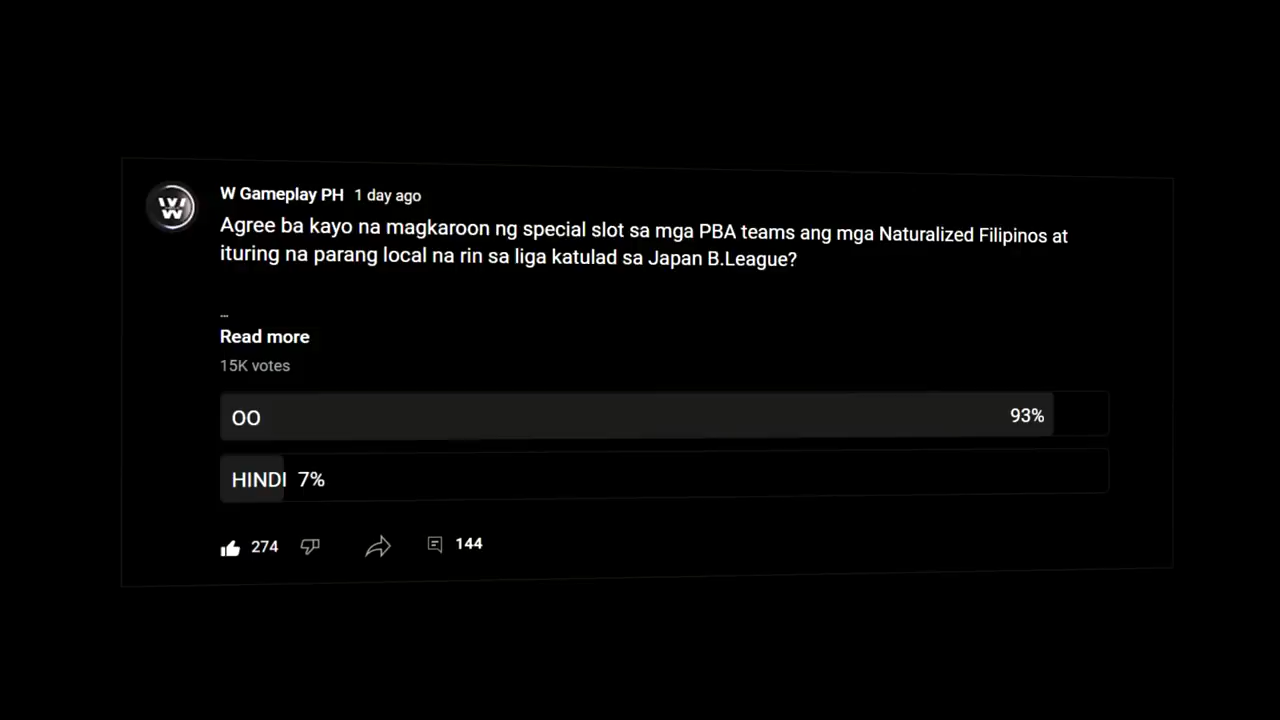 W Gameplay PH 1 day ago
Agree ba kayo na magkaroon ng special slot sa mga PBA teams ang mga Naturalized Filipinos at
ituring na parang local na rin sa liga katulad sa Japan B.League?
...
Read more
15K votes
OO 93%
HINDI 7%
274 144